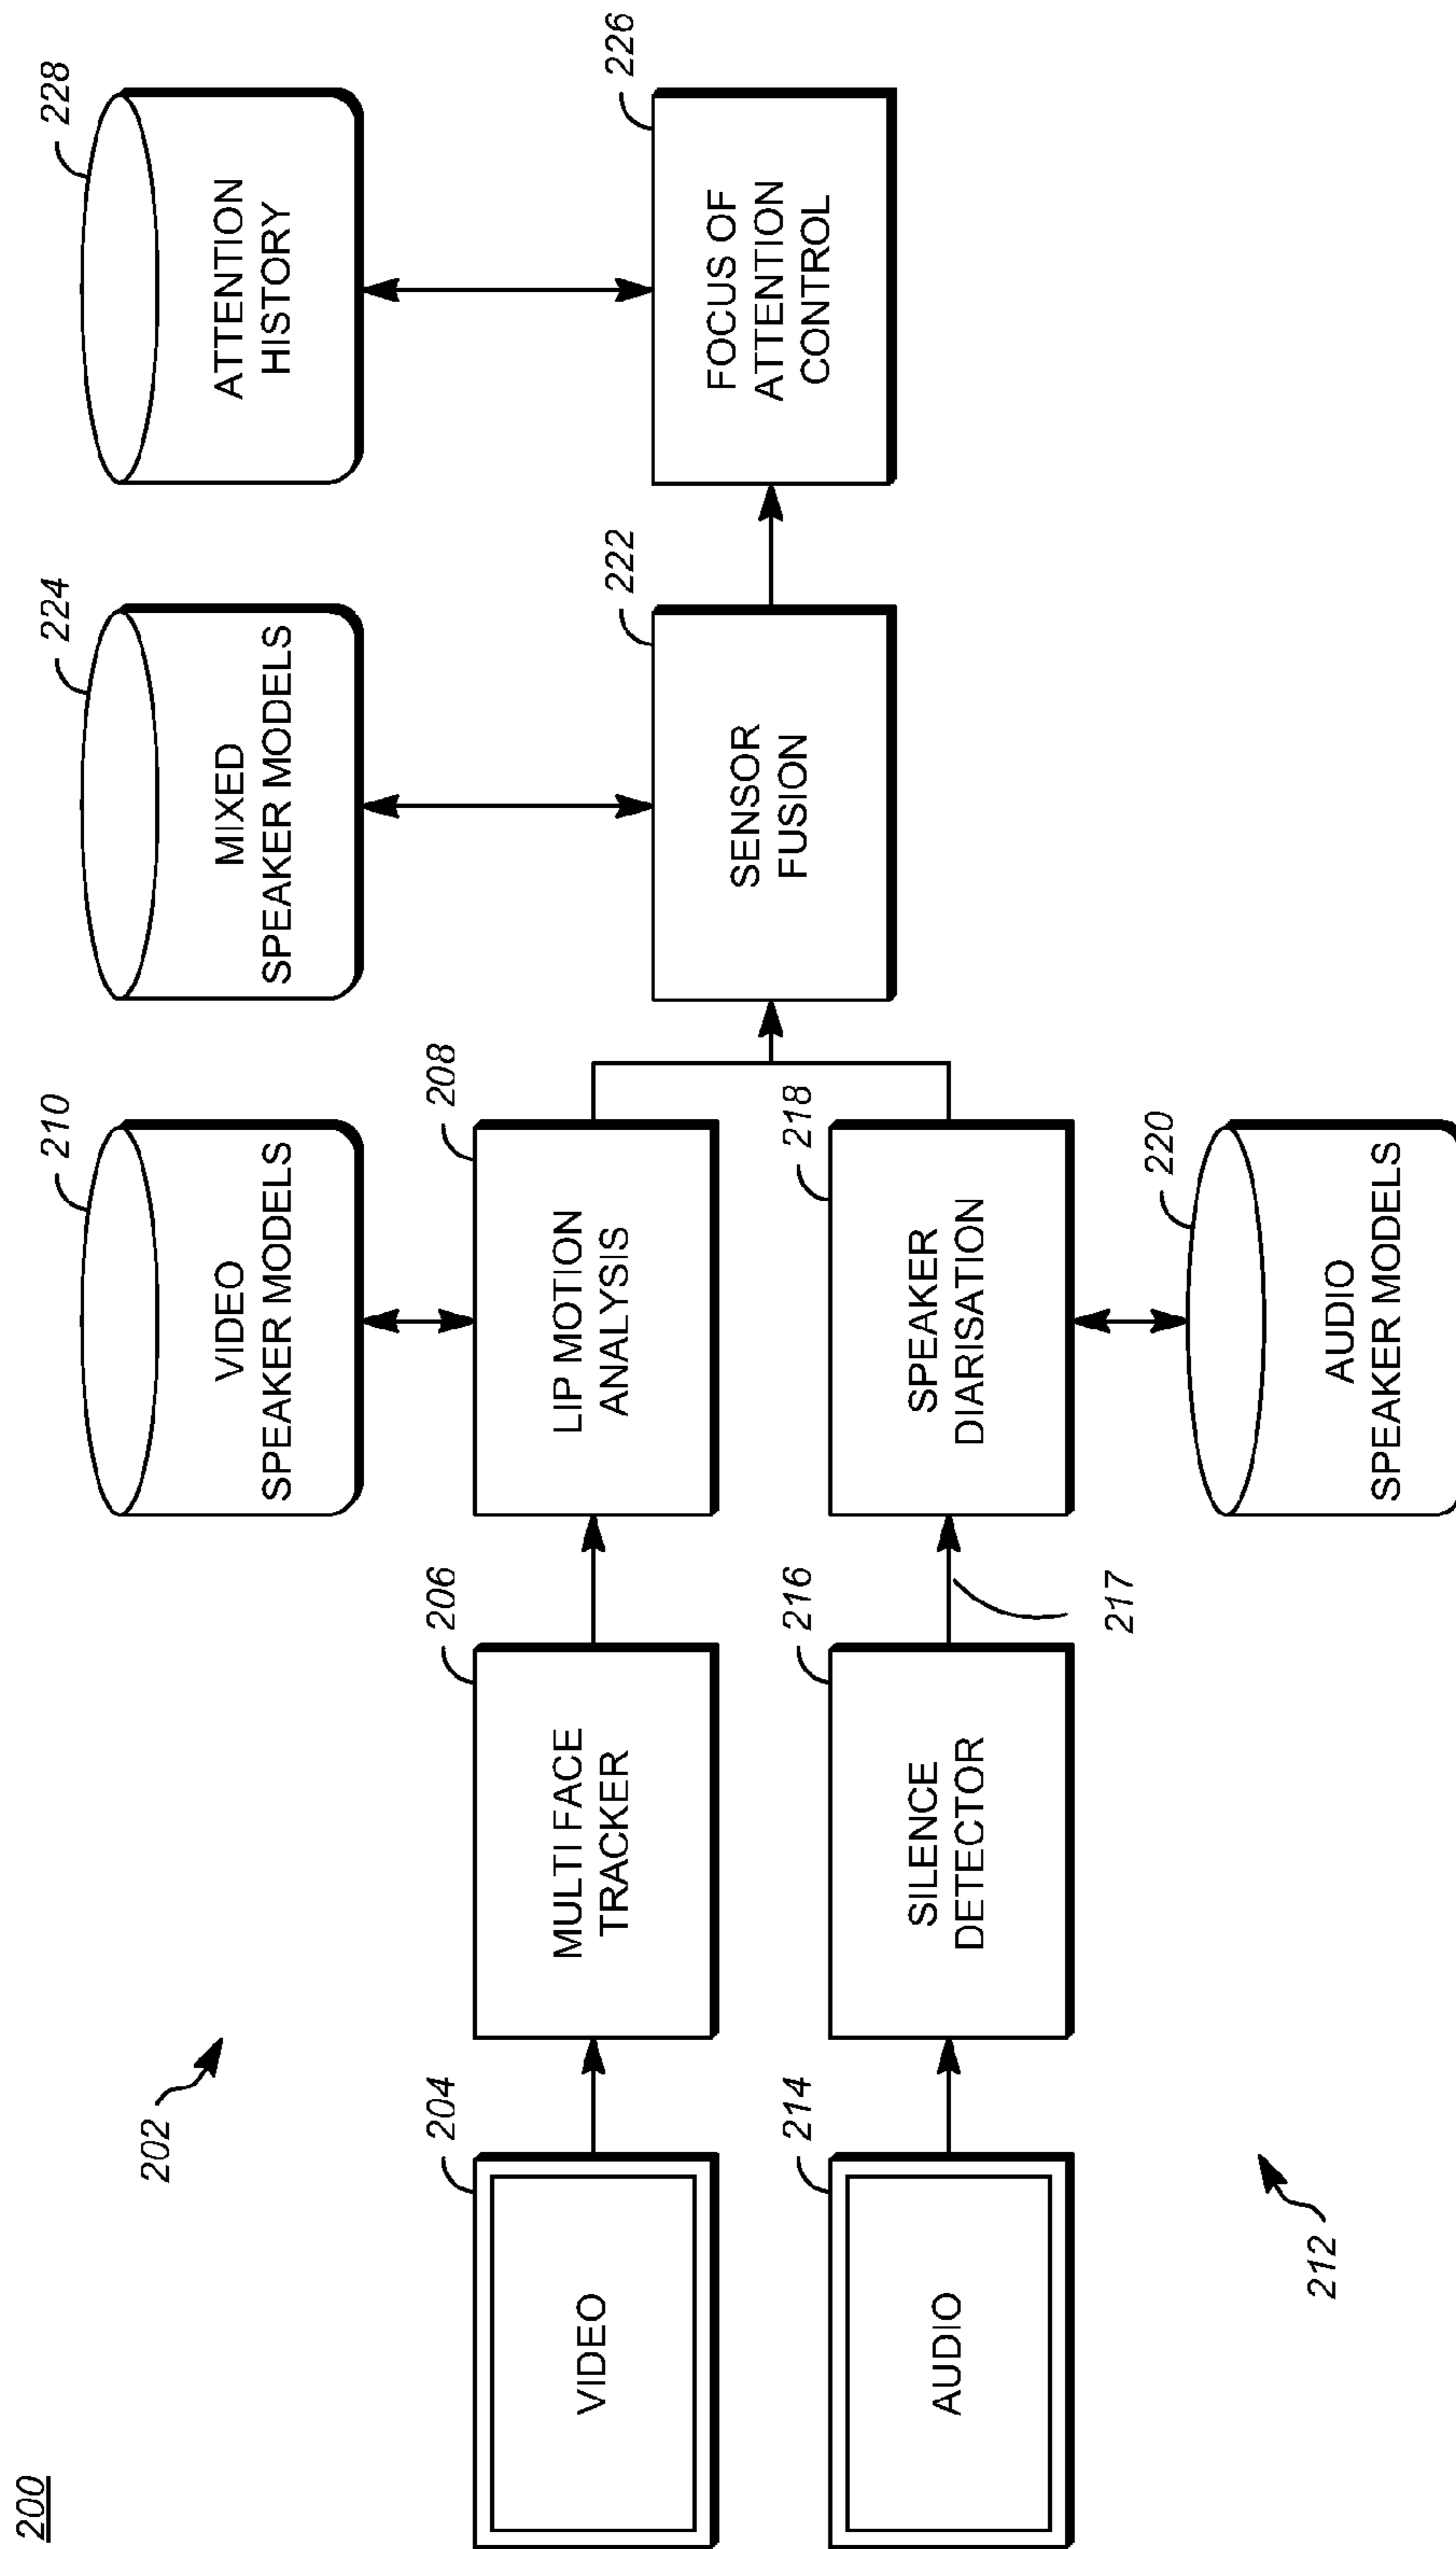 200
202
210
VIDEO
SPEAKER MODELS
224
MIXED
SPEAKER MODELS
228
ATTENTION
HISTORY
204
VIDEO
206
MULTI FACE
TRACKER
208
LIP MOTION
ANALYSIS
222
SENSOR
FUSION
226
FOCUS OF
ATTENTION
CONTROL
214
AUDIO
216
SILENCE
DETECTOR
217
218
SPEAKER
DIARISATION
220
AUDIO
SPEAKER MODELS
212